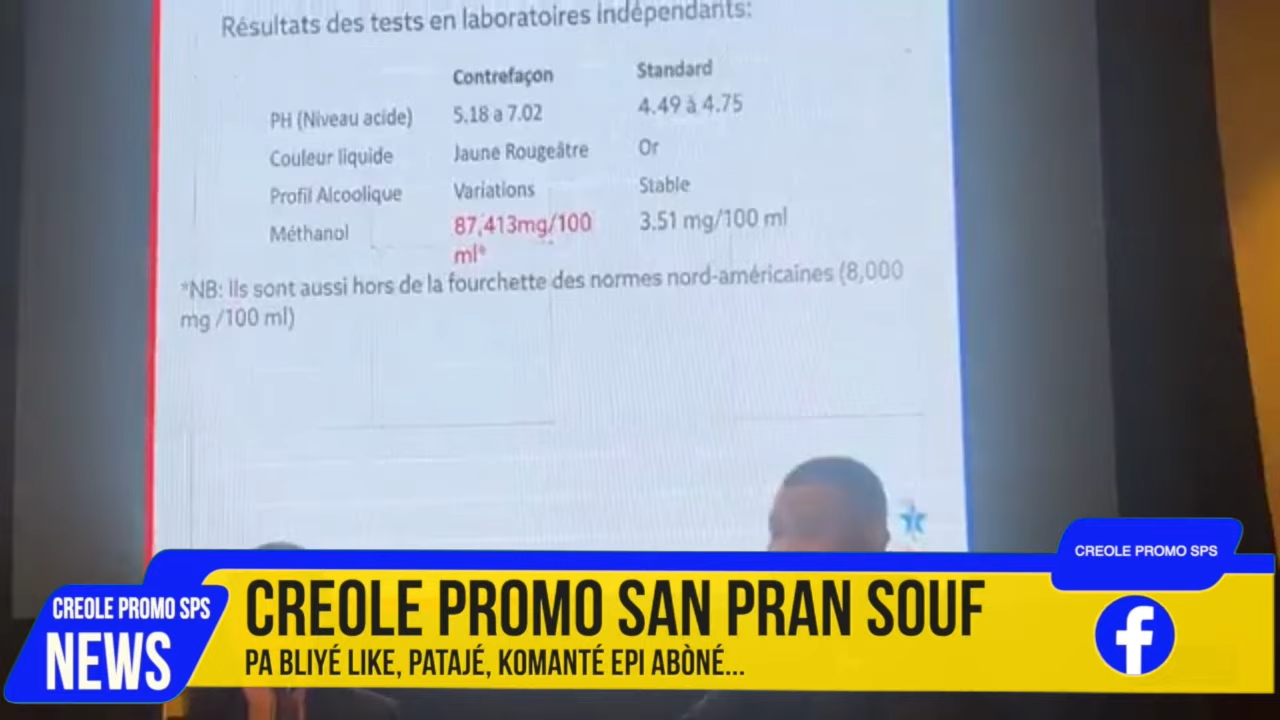 Résultats des tests en laboratoires indépendants:
Contrefaçon Standard
PH (Niveau acide) 5.18 a 7.02 4.49 à 4.75
Couleur liquide Jaune Rougeâtre Or
Profil Alcoolique Variations Stable
Méthanol 87,413mg/100 3.51 mg/100 ml
ml*
*NB: Ils sont aussi hors de la fourchette des normes nord-américaines (8,000
mg /100 ml)
CREOLE PROMO SPS
CREOLE PROMO SPS
NEWS
CREOLE PROMO SAN PRAN SOUF
PA BLIYÉ LIKE, PATAJÉ, KOMANTÉ EPI ABÒNÉ...